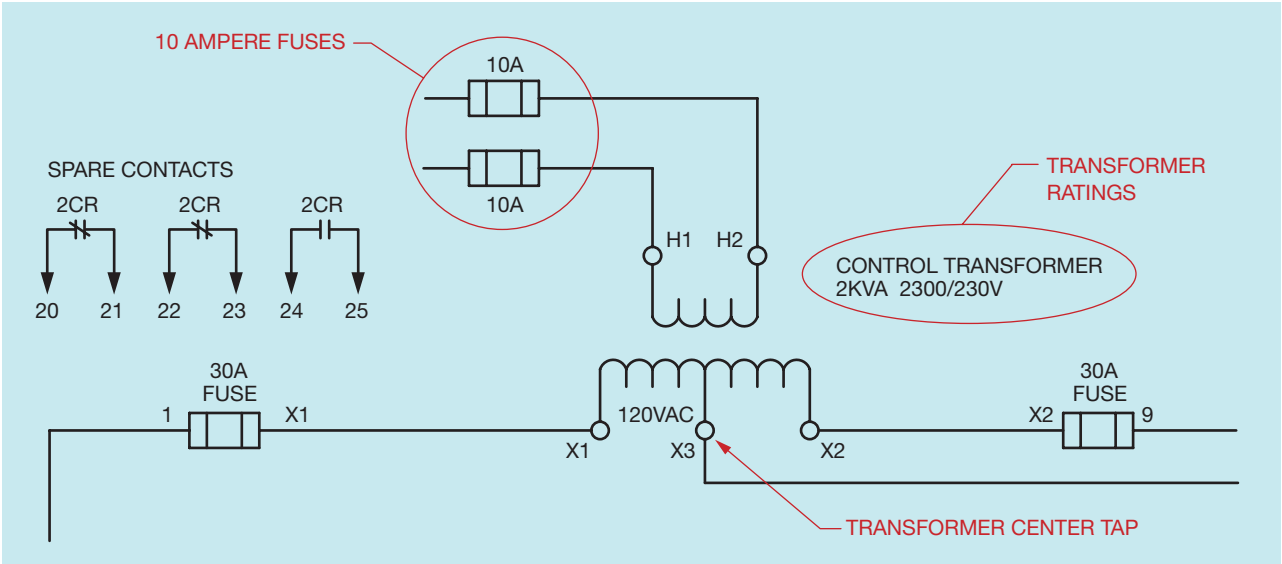 10 AMPERE FUSES
10A
10A
SPARE CONTACTS
2CR
2CR
2CR
20
21
22
23
24
25
TRANSFORMER
RATINGS
H1
H2
CONTROL TRANSFORMER
2KVA 2300/230V
30A
FUSE
1
X1
120VAC
X1
X3
X2
30A
FUSE
X2
9
TRANSFORMER CENTER TAP